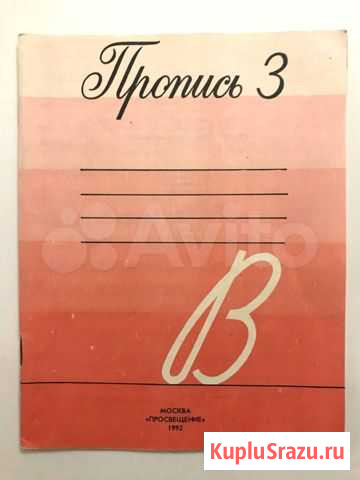 Пропись 3
Avito
В
МОСКВА
«ПРОСВЕЩЕНИЕ»
1992
KupluSrazu.ru